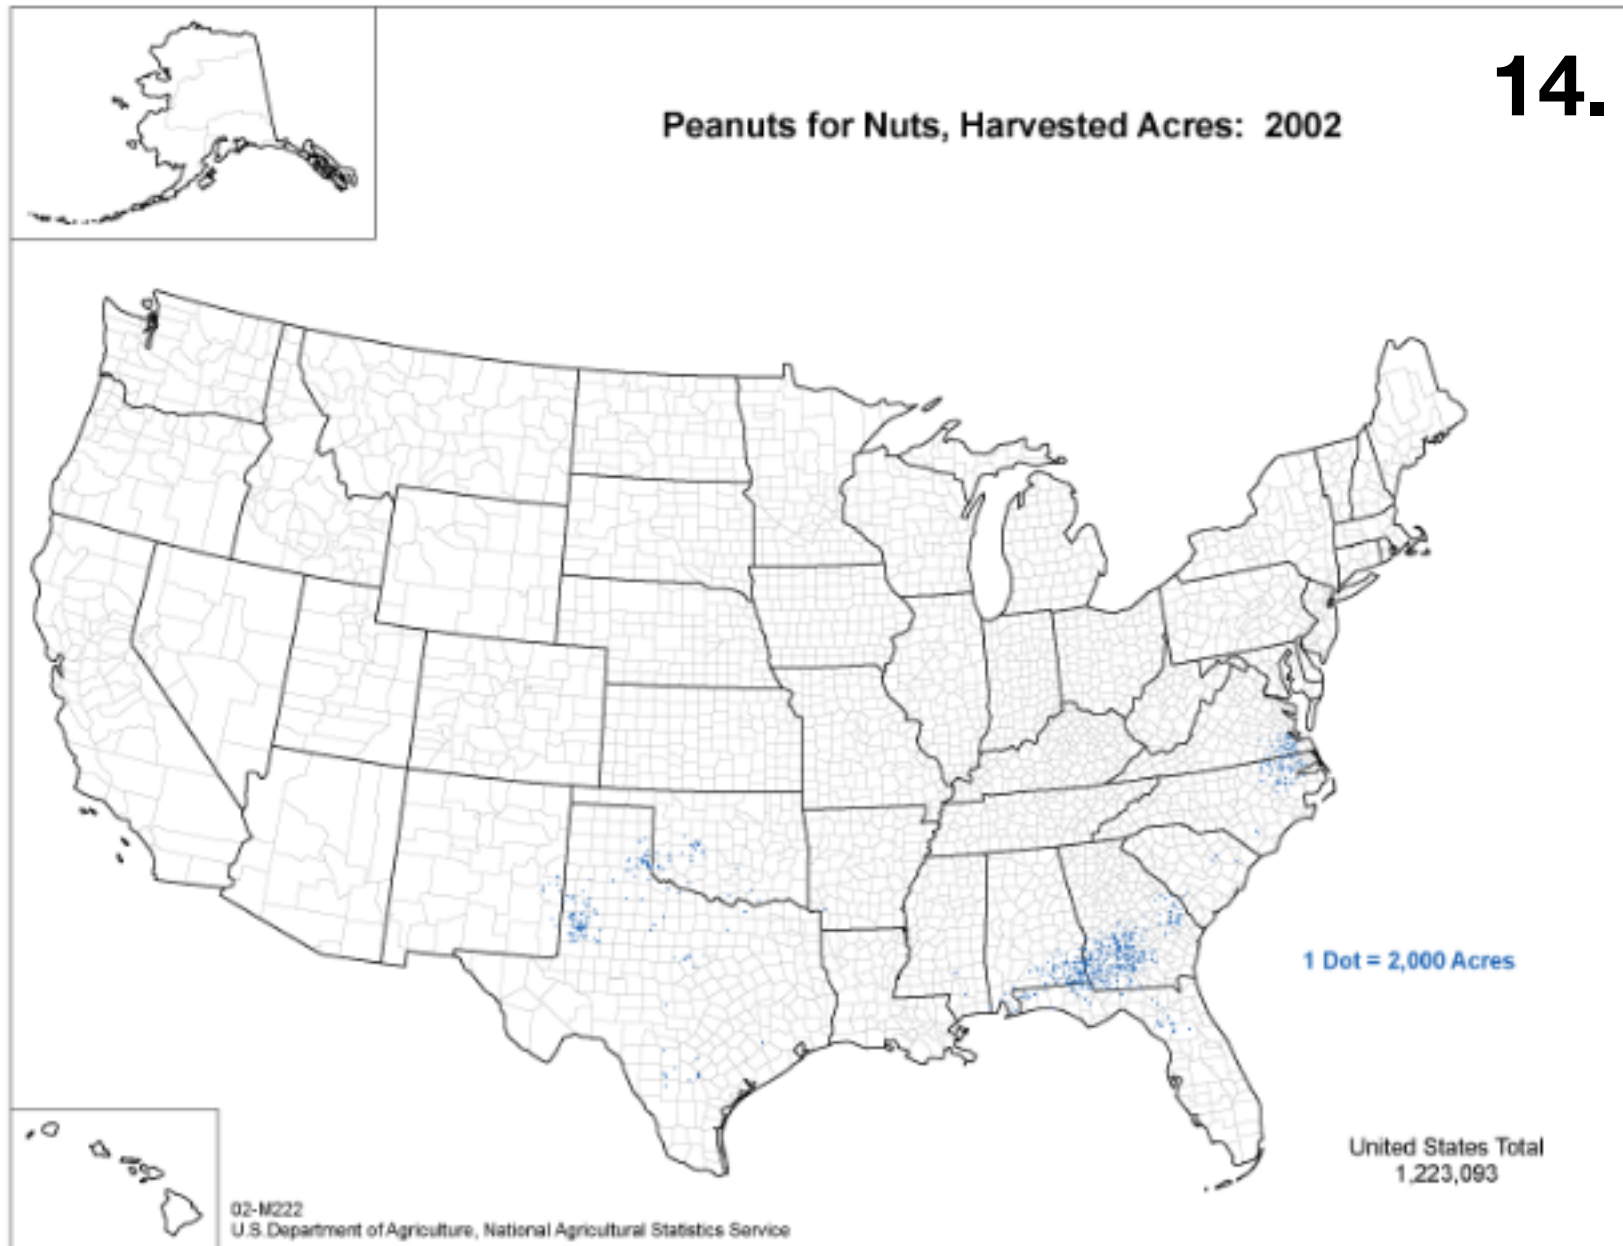 14.
Peanuts for Nuts, Harvested Acres: 2002
1 Dot = 2,000 Acres
United States Total
1,223,093
02-M222
U.S.Department of Agriculture, National Agricultural Statistics Service